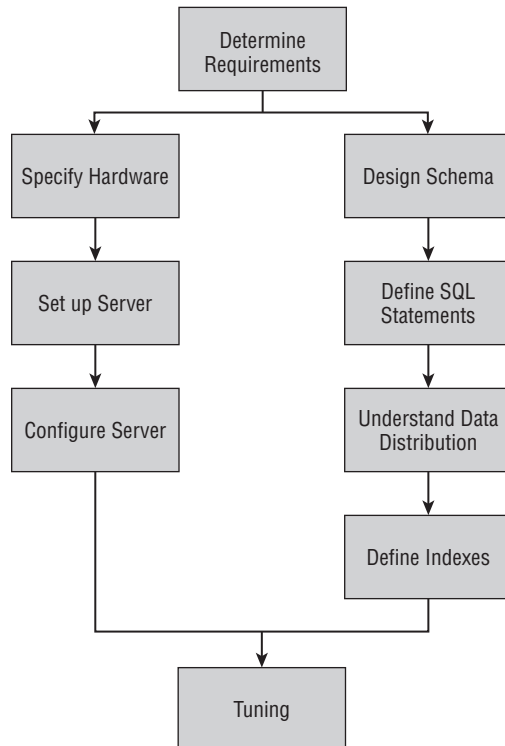 Determine
Requirements
Specify Hardware
Design Schema
Set up Server
Define SQL
Statements
Configure Server
Understand Data
Distribution
Define Indexes
Tuning